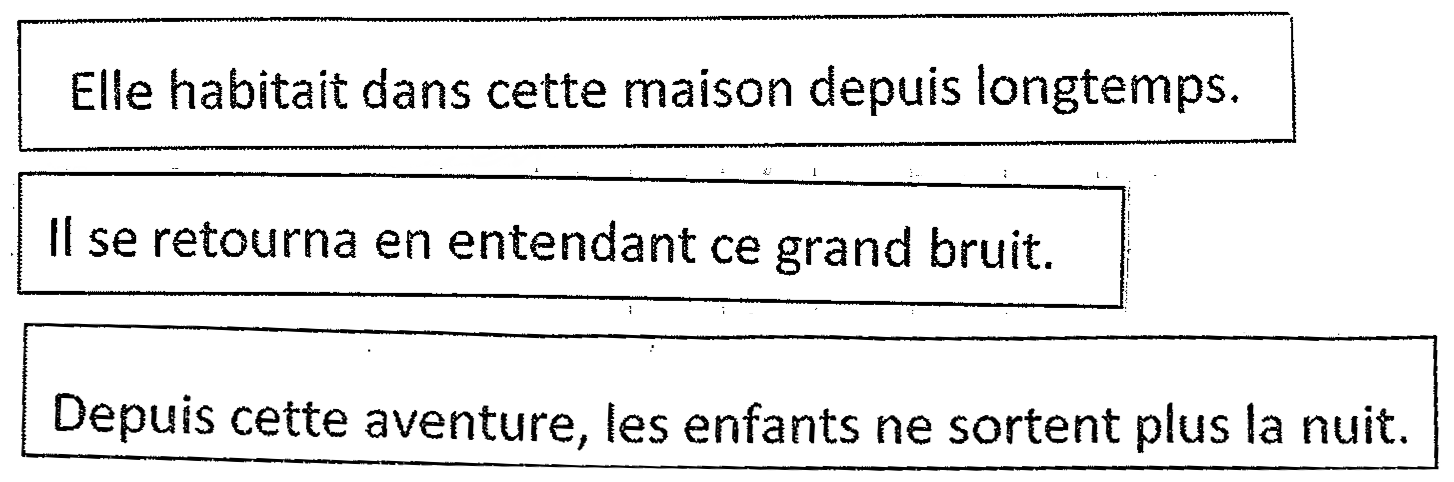 Elle habitait dans cette maison depuis longtemps.
Il se retourna en entendant ce grand bruit.
Depuis cette aventure, les enfants ne sortent plus la nuit.